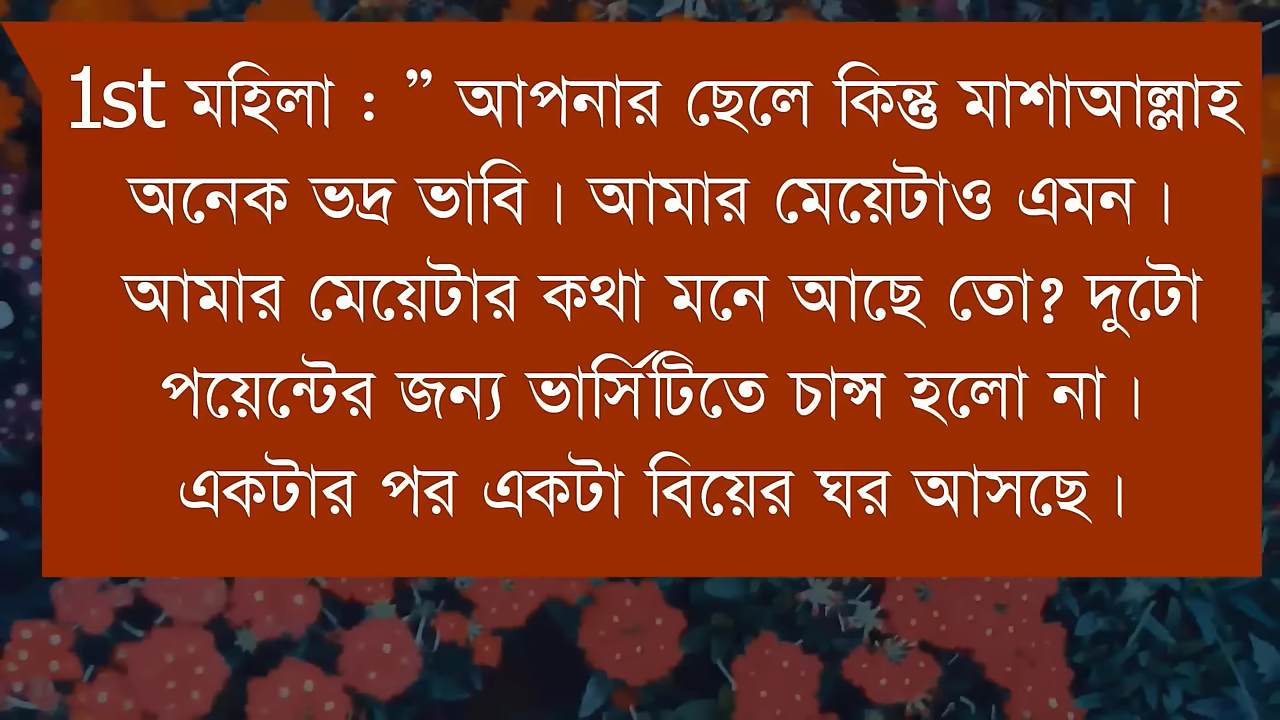 1st মহিলা : ” আপনার ছেলে কিন্তু মাশাআল্লাহ
অনেক ভদ্র ভাবি । আমার মেয়েটাও এমন ।
আমার মেয়েটার কথা মনে আছে তো? দুটো
পয়েন্টের জন্য ভার্সিটিতে চান্স হলো না ।
একটার পর একটা বিয়ের ঘর আসছে ।